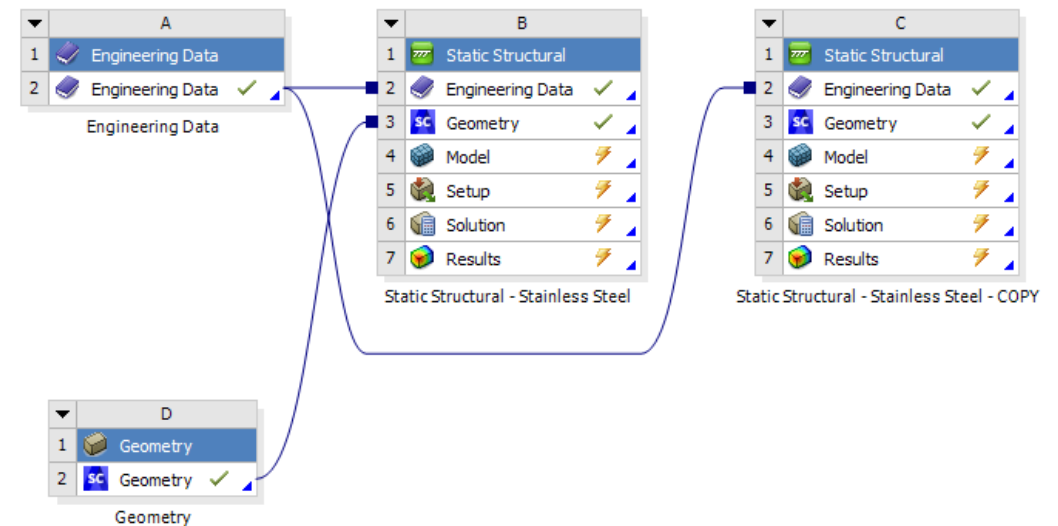 A
1 Engineering Data
2 Engineering Data
Engineering Data
B
1 Static Structural
2 Engineering Data
3 SC Geometry
4 Model
5 Setup
6 Solution
7 Results
Static Structural - Stainless Steel
C
1 Static Structural
2 Engineering Data
3 SC Geometry
4 Model
5 Setup
6 Solution
7 Results
Static Structural - Stainless Steel - COPY
D
1 Geometry
2 SC Geometry
Geometry